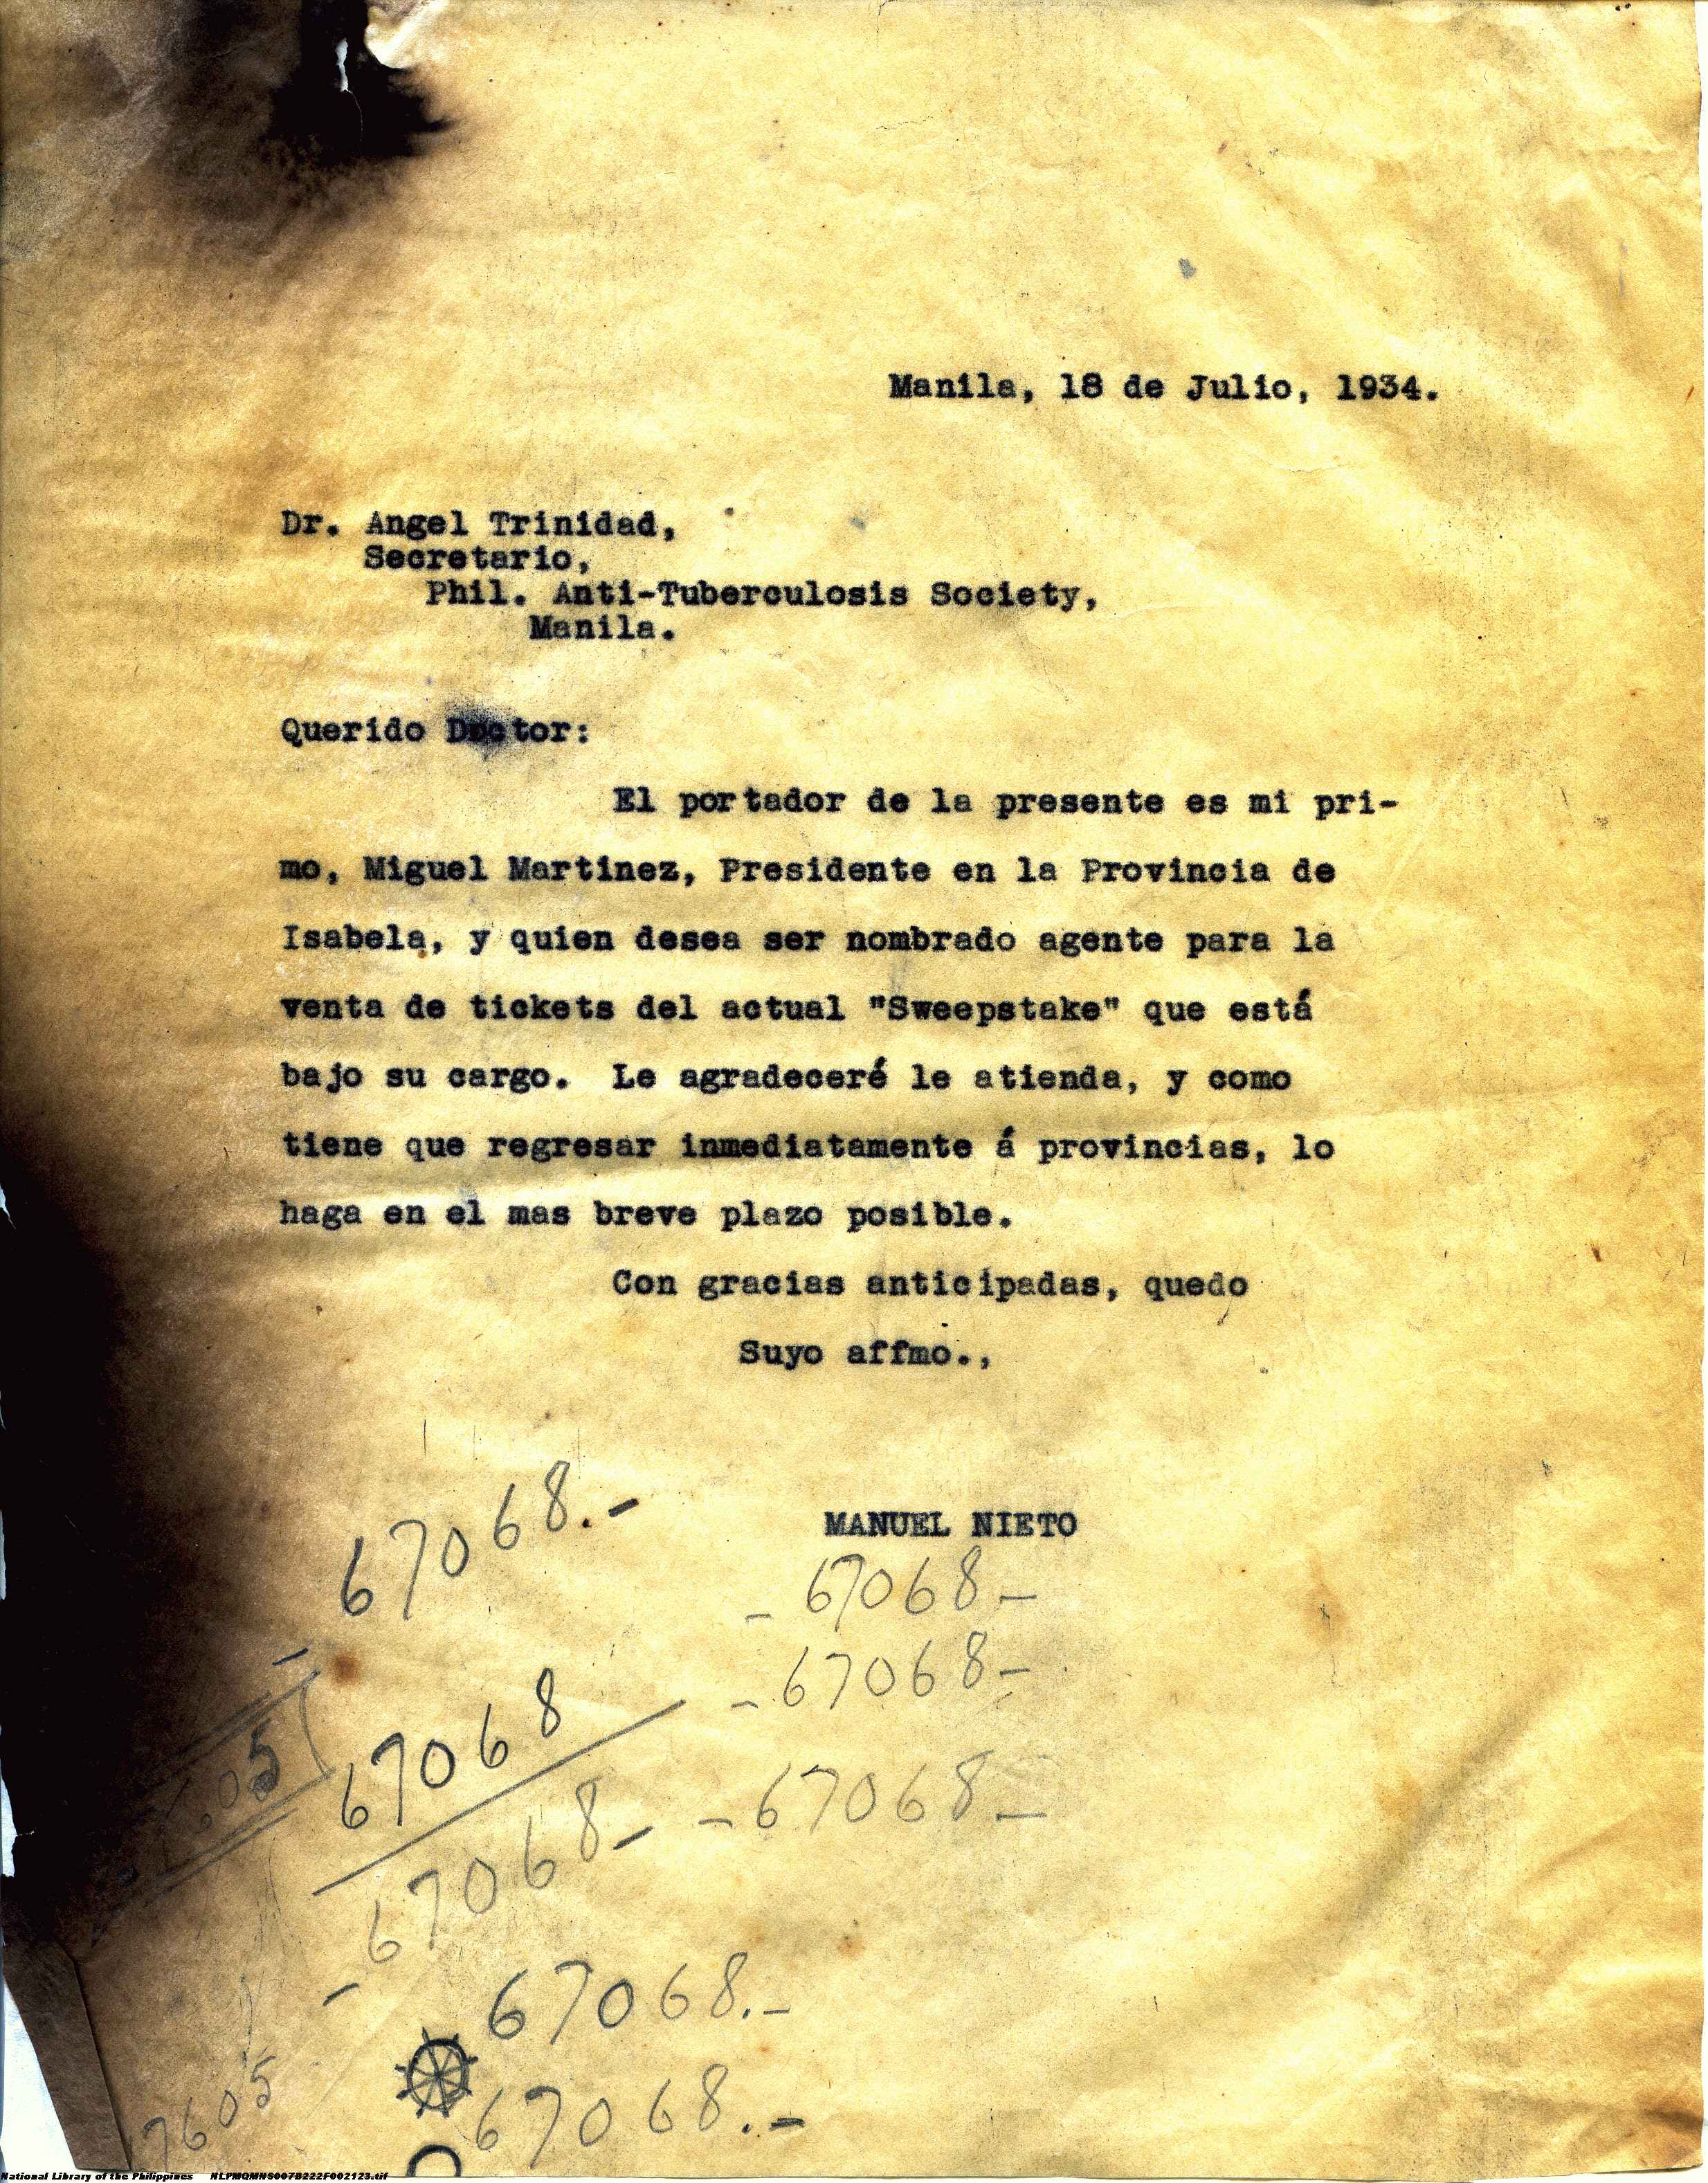 Manila, 18 de Julio, 1934.
Dr. Angel Trinidad,
Secretario,
Phil. Anti-Tuberculosis Society,
Manila.
Querido Doctor:
El portador de la presente es mi pri-
mo, Miguel Martinez, Presidente en la Provincia de
Isabela, y quien desea ser nombrado agente para la
venta de tickets del actual "Sweepstake" que está
bajo su cargo. Le agradeceré le atienda, y como
tiene que regresar inmediatamente á provincias, lo
haga en el mas breve plazo posible.
Con gracias anticipadas, quedo
Suyo affmo.,
MANUEL NIETO
67068.-
- 67068 -
- 67068 -
67068
- 67068 -
- 67068 -
67068.-
67068.-
7605
National Library of the Philippines NLPMQMNS007B222F002123.tif